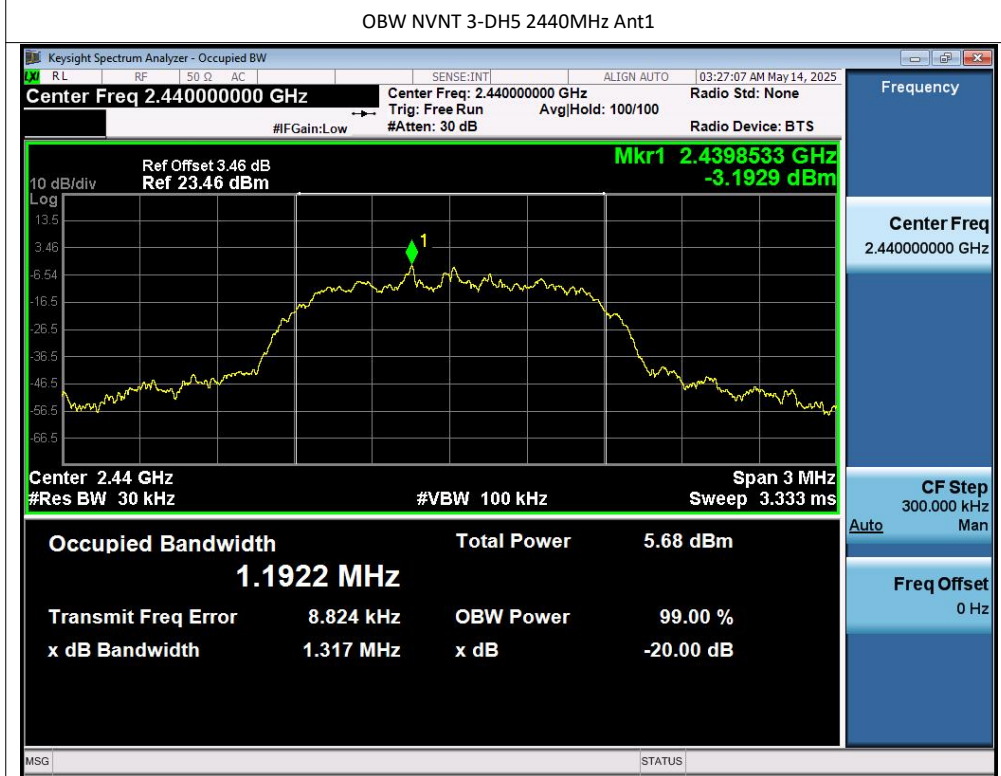 OBW NVNT 3-DH5 2440MHz Ant1
Keysight Spectrum Analyzer - Occupied BW
LXI RL RF 50 Ω AC SENSE:INT ALIGN AUTO 03:27:07 AM May 14, 2025
Center Freq 2.440000000 GHz
Center Freq: 2.440000000 GHz
Radio Std: None
Trig: Free Run Avg|Hold: 100/100
#IFGain:Low
#Atten: 30 dB
Radio Device: BTS
Frequency
Mkr1 2.4398533 GHz
-3.1929 dBm
Ref Offset 3.46 dB
10 dB/div Ref 23.46 dBm
Log
13.5
3.46
-6.54
-16.5
-26.5
-36.5
-46.5
-56.5
-66.5
1
Center 2.44 GHz Span 3 MHz
#Res BW 30 kHz #VBW 100 kHz Sweep 3.333 ms
Occupied Bandwidth Total Power 5.68 dBm
1.1922 MHz
Transmit Freq Error 8.824 kHz OBW Power 99.00 %
x dB Bandwidth 1.317 MHz x dB -20.00 dB
Center Freq
2.440000000 GHz
CF Step
300.000 kHz
Auto Man
Freq Offset
0 Hz
MSG STATUS